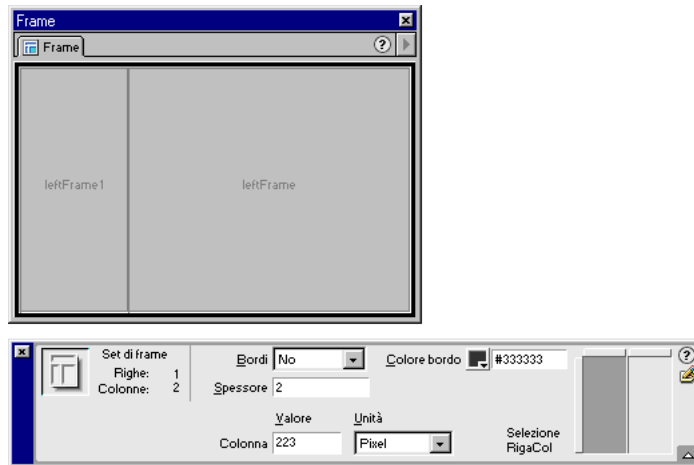 Frame
Frame
leftFrame1
leftFrame
Set di frame
Righe: 1
Colonne: 2
Bordi No
Colore bordo #333333
Spessore 2
Valore Unità
Colonna 223 Pixel
Selezione
RigaCol